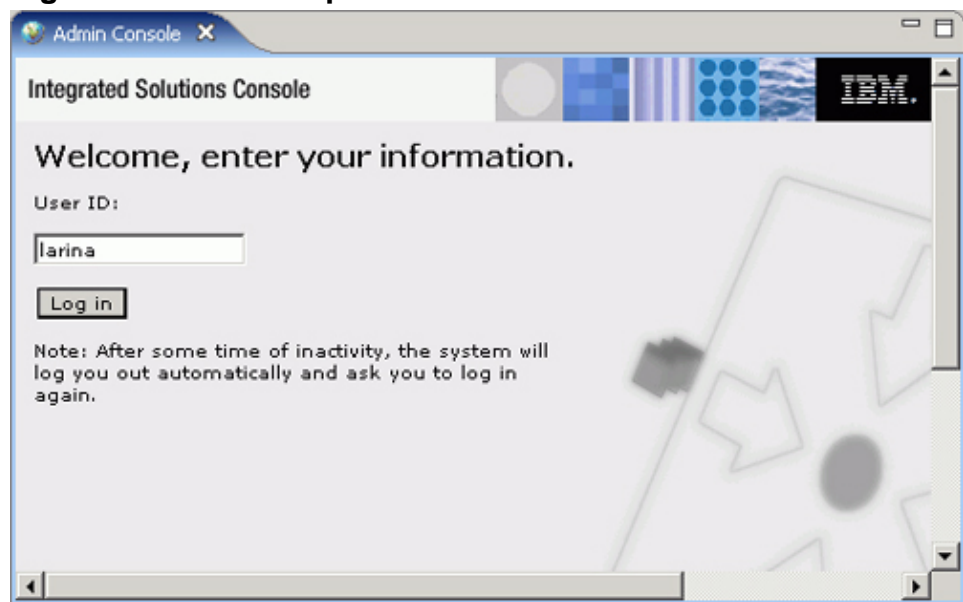 Admin Console
Integrated Solutions Console
IBM.
Welcome, enter your information.
User ID:
larina
Log in
Note: After some time of inactivity, the system will
log you out automatically and ask you to log in
again.